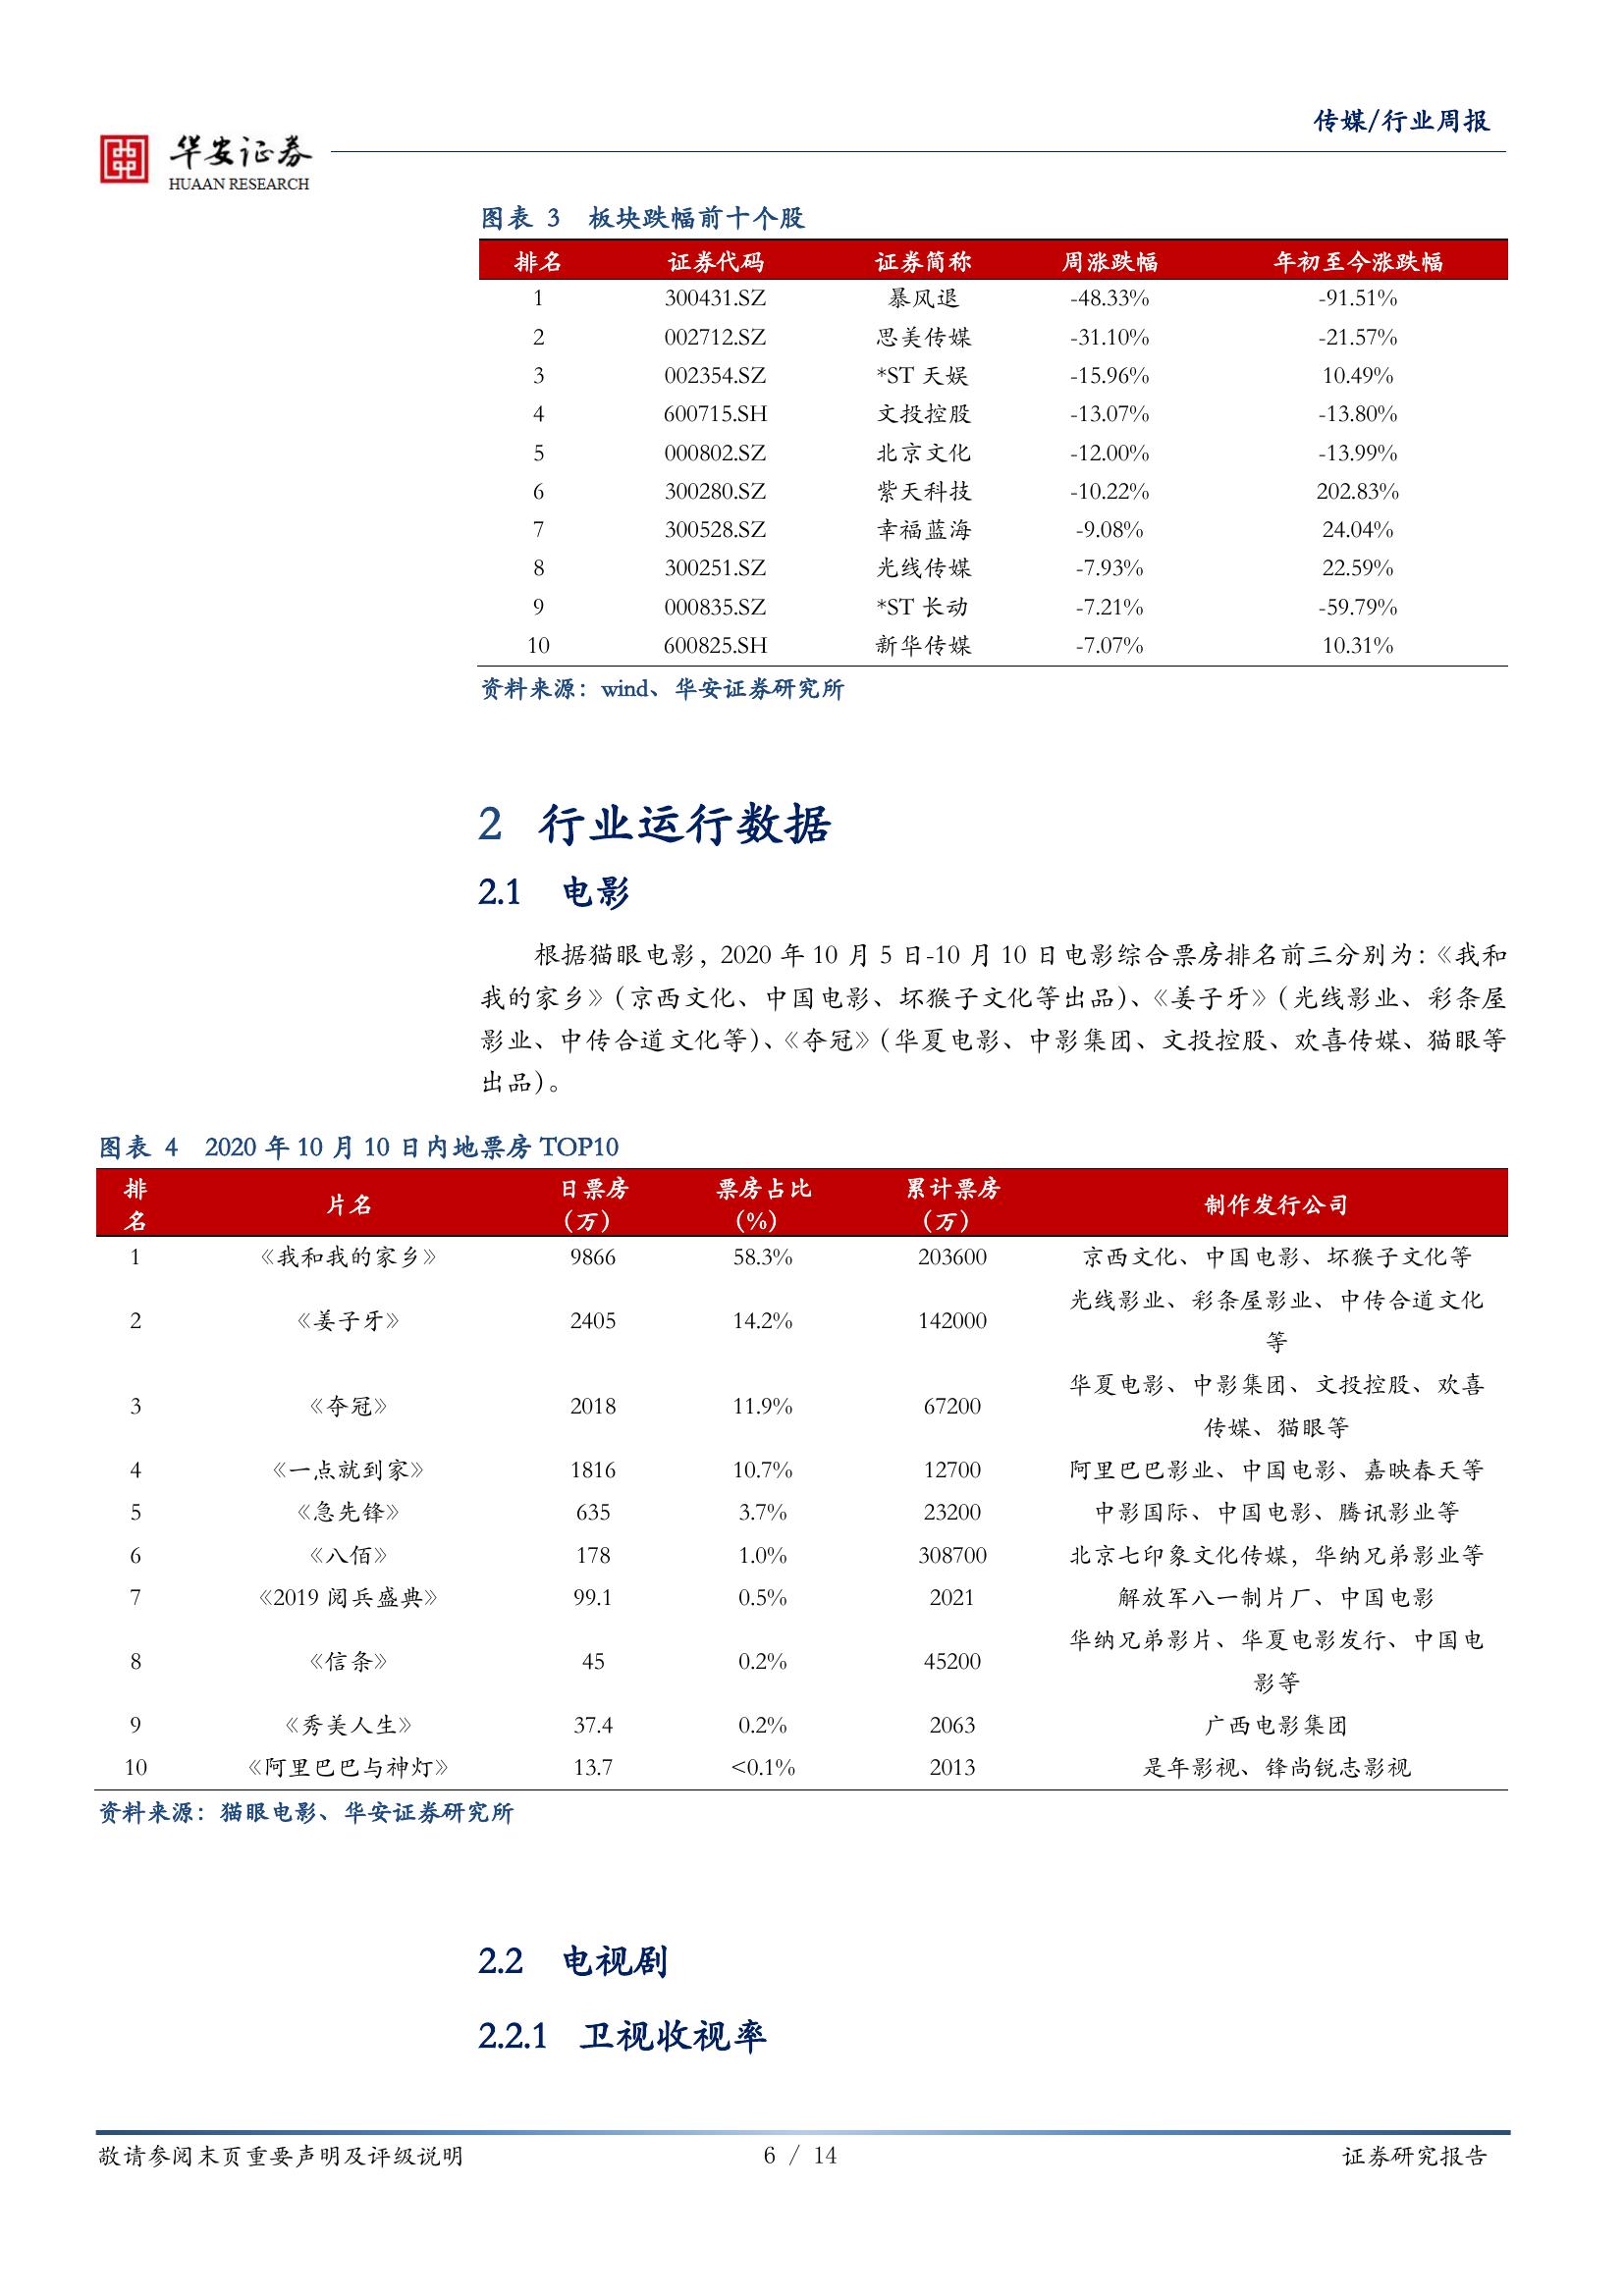 传媒/行业周报
华安证券
HUAAN RESEARCH
图表 3 板块跌幅前十个股
排名 证券代码 证券简称 周涨跌幅 年初至今涨跌幅
1 300431.SZ 暴风退 -48.33% -91.51%
2 002712.SZ 思美传媒 -31.10% -21.57%
3 002354.SZ *ST 天娱 -15.96% 10.49%
4 600715.SH 文投控股 -13.07% -13.80%
5 000802.SZ 北京文化 -12.00% -13.99%
6 300280.SZ 紫天科技 -10.22% 202.83%
7 300528.SZ 幸福蓝海 -9.08% 24.04%
8 300251.SZ 光线传媒 -7.93% 22.59%
9 000835.SZ *ST 长动 -7.21% -59.79%
10 600825.SH 新华传媒 -7.07% 10.31%
资料来源：wind、华安证券研究所
2 行业运行数据
2.1 电影
根据猫眼电影，2020 年 10 月 5 日-10 月 10 日电影综合票房排名前三分别为：《我和
我的家乡》（京西文化、中国电影、坏猴子文化等出品）、《姜子牙》（光线影业、彩条屋
影业、中传合道文化等）、《夺冠》（华夏电影、中影集团、文投控股、欢喜传媒、猫眼等
出品）。
图表 4 2020 年 10 月 10 日内地票房 TOP10
排名 片名 日票房（万） 票房占比（%） 累计票房（万） 制作发行公司
1 《我和我的家乡》 9866 58.3% 203600 京西文化、中国电影、坏猴子文化等
2 《姜子牙》 2405 14.2% 142000 光线影业、彩条屋影业、中传合道文化
等
3 《夺冠》 2018 11.9% 67200 华夏电影、中影集团、文投控股、欢喜
传媒、猫眼等
4 《一点就到家》 1816 10.7% 12700 阿里巴巴影业、中国电影、嘉映春天等
5 《急先锋》 635 3.7% 23200 中影国际、中国电影、腾讯影业等
6 《八佰》 178 1.0% 308700 北京七印象文化传媒，华纳兄弟影业等
7 《2019 阅兵盛典》 99.1 0.5% 2021 解放军八一制片厂、中国电影
8 《信条》 45 0.2% 45200 华纳兄弟影片、华夏电影发行、中国电
影等
9 《秀美人生》 37.4 0.2% 2063 广西电影集团
10 《阿里巴巴与神灯》 13.7 <0.1% 2013 是年影视、锋尚锐志影视
资料来源：猫眼电影、华安证券研究所
2.2 电视剧
2.2.1 卫视收视率
敬请参阅末页重要声明及评级说明 6 / 14 证券研究报告